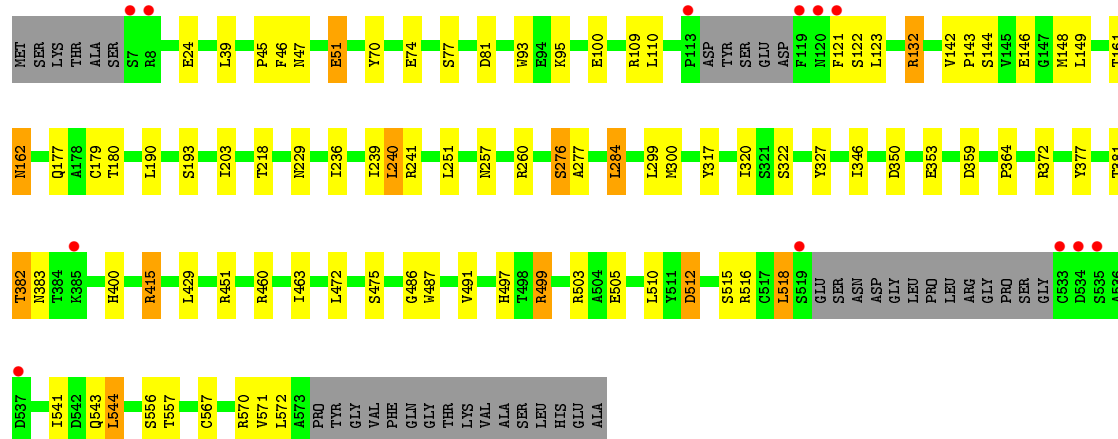 MET SER LYS THR ALA SER S7 R8 E24 L39 P45 F46 N47 E51 Y70 E74 S77 D81 W93 E94 K95 E100 R109 L110 P113 ASP TYR SER GLU ASP F119 N120 F121 S122 L123 R132 V142 P143 S144 V145 E146 G147 M148 L149 T161
N162 Q177 A178 C179 T180 L190 S193 I203 T218 N229 I236 I239 L240 R241 L251 N257 R260 S276 A277 L284 L299 M300 Y317 I320 S321 S322 Y327 I346 D350 E353 D359 P364 R372 Y377 T381
T382 N383 T384 K385 H400 R415 L429 R451 R460 I463 L472 S475 G486 W487 V491 H497 T498 R499 R503 A504 E505 L510 Y511 D512 S515 R516 C517 L518 S519 GLU SER ASN ASP GLY LEU PRO LEU ARG GLY PRO SER GLY C533 D534 S535 A536
D537 I541 D542 Q543 L544 S556 T557 C567 R570 V571 L572 A573 PRO TYR GLY VAL PHE GLN GLY THR LYS VAL ALA SER LEU HIS GLU ALA